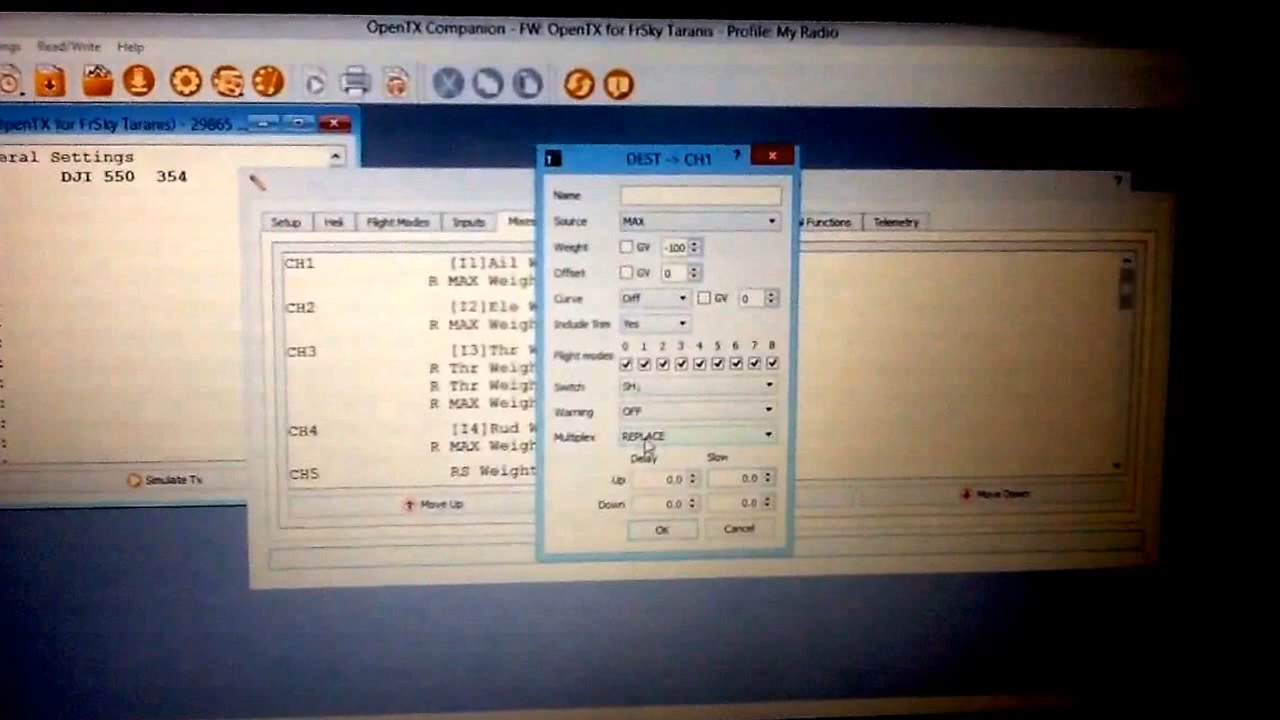 OpenTX Companion - FW: OpenTX for FrSky Taranis - Profile: My Radio
Read/Write Help
OpenTX for FrSky Taranis) - 29865 ...
DEST -> CH1 ?
eral Settings
DJI 550 354
?
Setup Heli Flight Modes Inputs Mixes
Functions Telemetry
Name
Source MAX
Weight GV -100
Offset GV 0
Curve Diff GV 0
Include Trim Yes
0 1 2 3 4 5 6 7 8
Flight modes
Switch SH↓
Warning OFF
Multiplex REPLACE
Delay Slow
Up 0.0 0.0
Down 0.0 0.0
OK Cancel
CH1 [I1]Ail W
R MAX Weigh
CH2 [I2]Ele W
R MAX Weigh
CH3 [I3]Thr W
R Thr Weigh
R Thr Weigh
R MAX Weigh
CH4 [I4]Rud W
R MAX Weigh
CH5 RS Weight
Simulate Tx
Move Up
Move Down